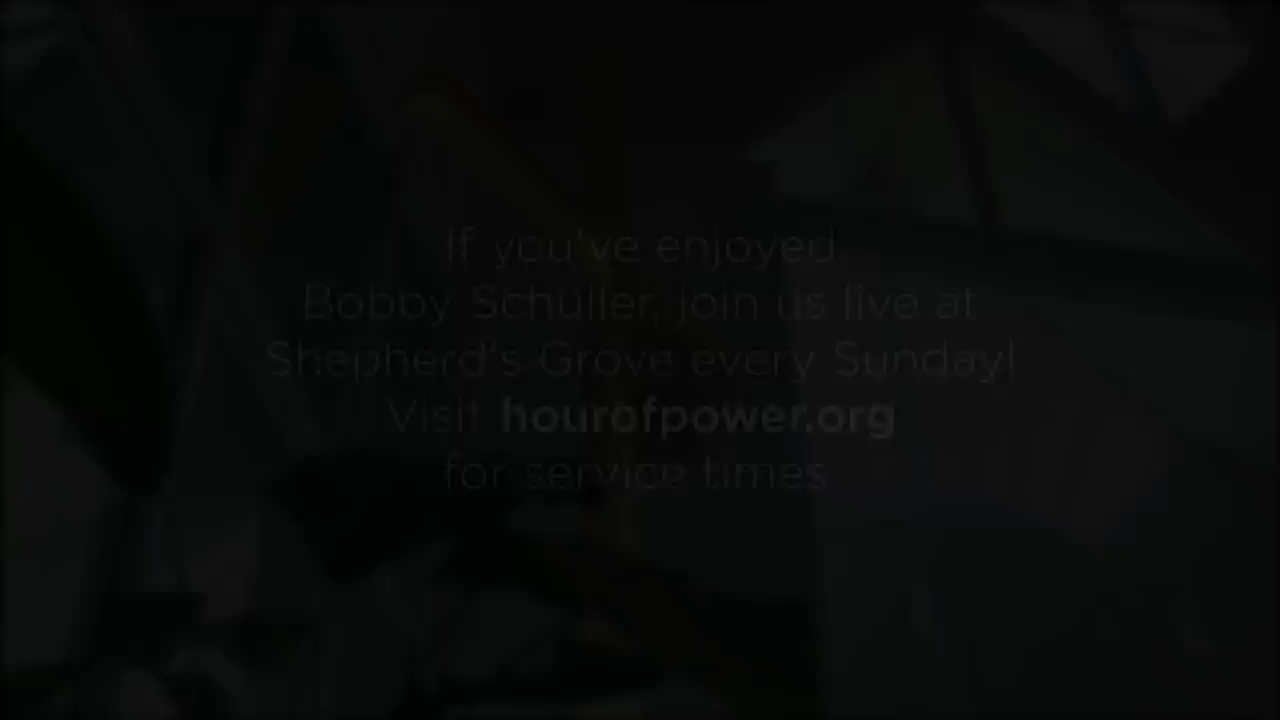 If you've enjoyed
Bobby Schuller, join us live at
Shepherd's Grove every Sunday!
Visit hourofpower.org
for service times